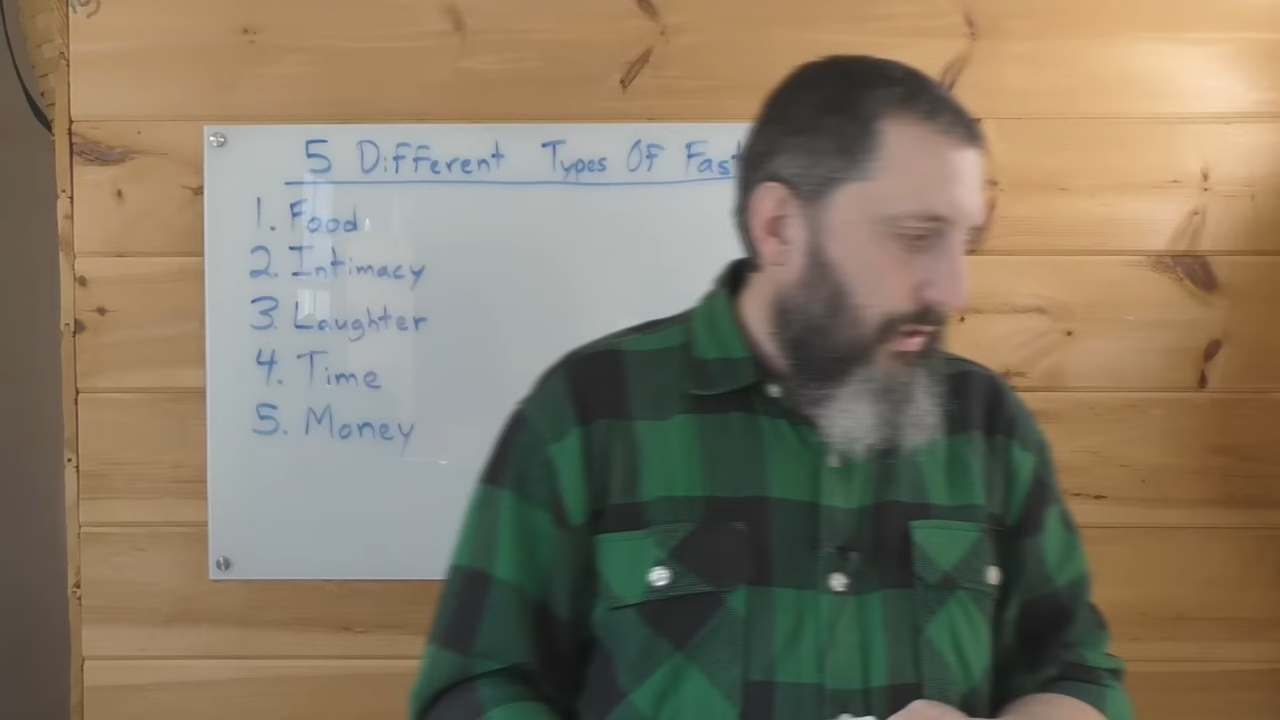 5 Different Types Of Fast
1. Food
2. Intimacy
3. Laughter
4. Time
5. Money